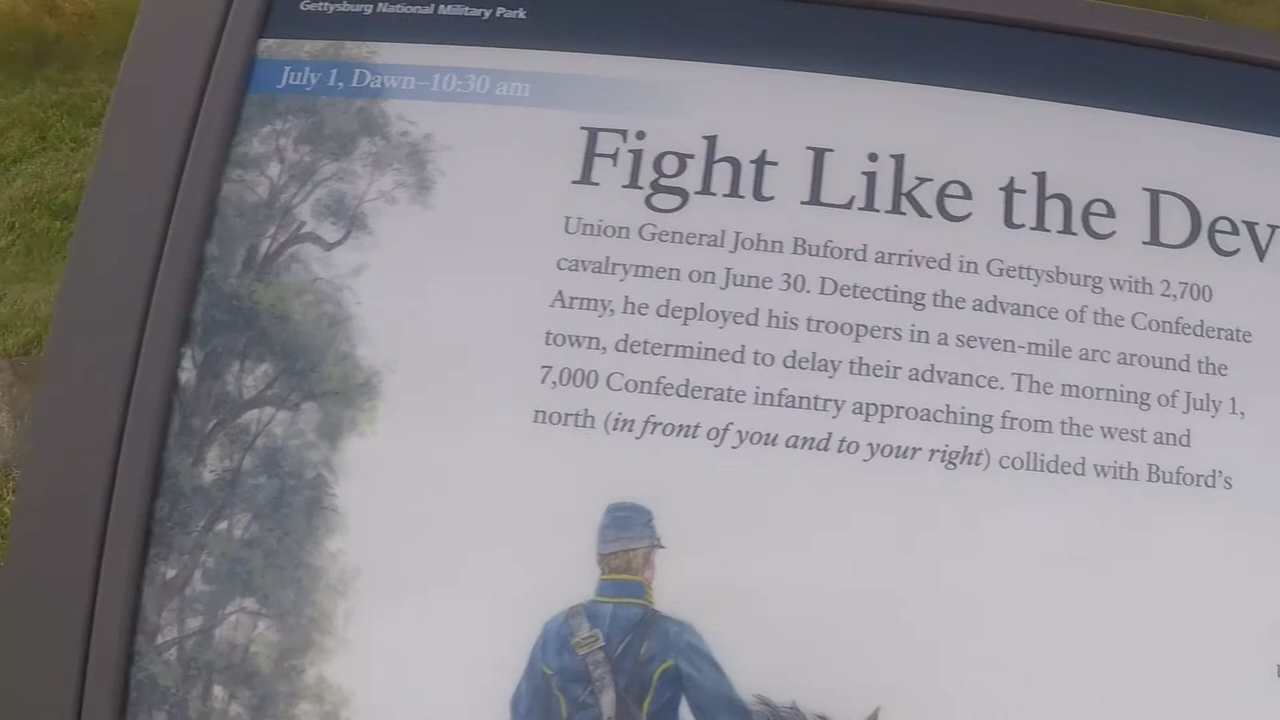 Gettysburg National Military Park
July 1, Dawn–10:30 am
Fight Like the Dev
Union General John Buford arrived in Gettysburg with 2,700
cavalrymen on June 30. Detecting the advance of the Confederate
Army, he deployed his troopers in a seven-mile arc around the
town, determined to delay their advance. The morning of July 1,
7,000 Confederate infantry approaching from the west and
north (in front of you and to your right) collided with Buford's